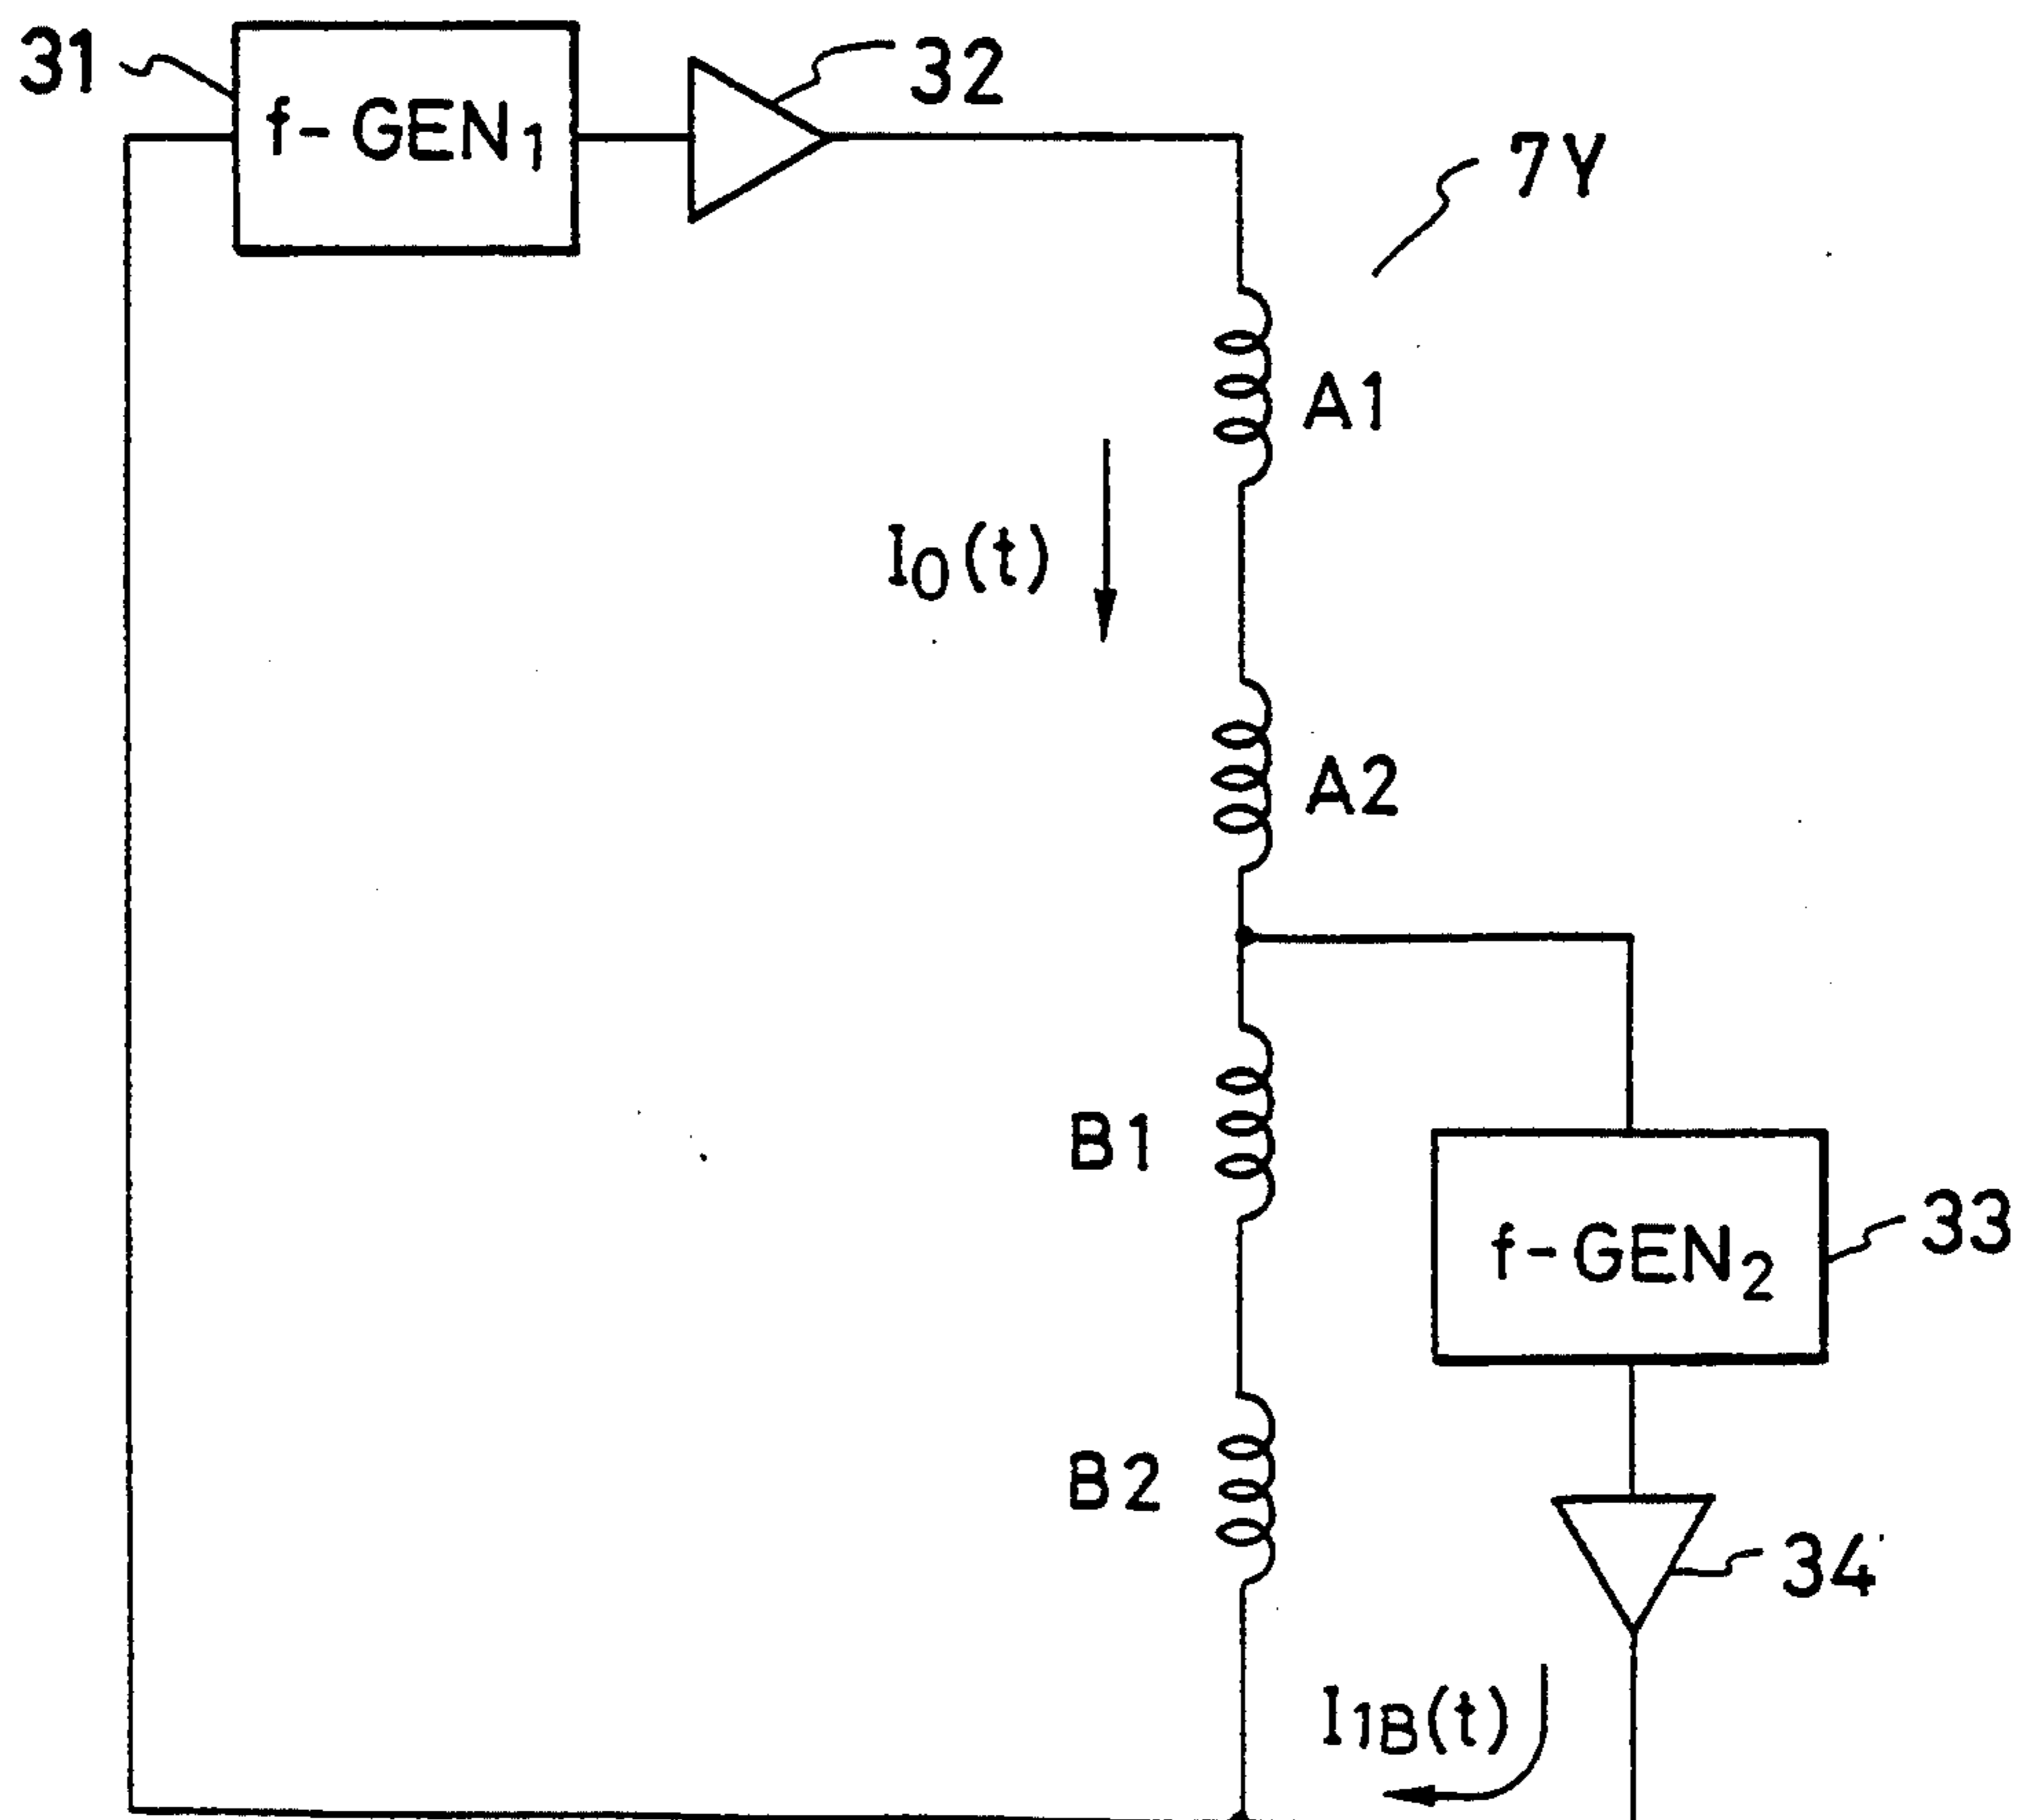 31
f-GEN1
32
7Y
A1
I0(t)
A2
B1
f-GEN2
33
B2
34
I1B(t)